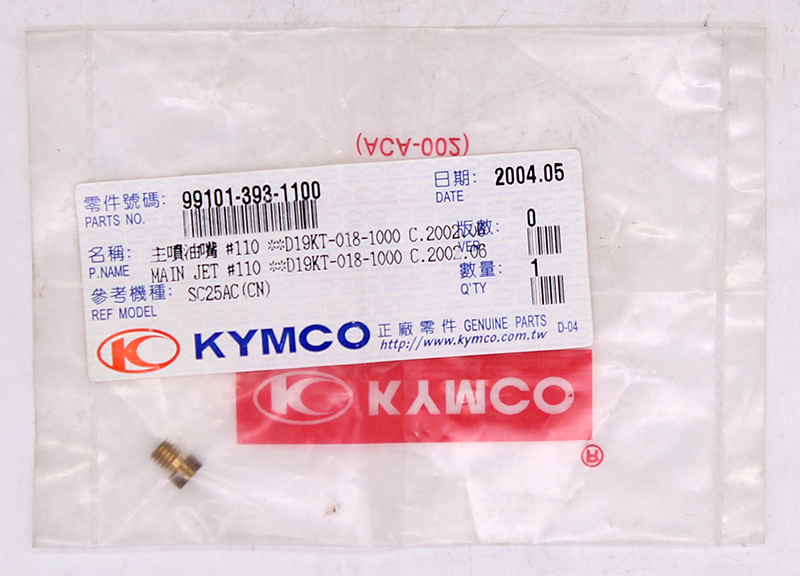 (ACA-002)
零件號碼: 99101-393-1100 日期: 2004.05
PARTS NO. DATE
名稱: 主噴油嘴 #110 **D19KT-018-1000 C.2002.06 版數: 0
P.NAME MAIN JET #110 **D19KT-018-1000 C.2002.06 VER.
參考機種: SC25AC(CN) 數量: 1
REF MODEL Q'TY
KYMCO 正廠零件 GENUINE PARTS D-04
http://www.kymco.com.tw
KYMCO
®